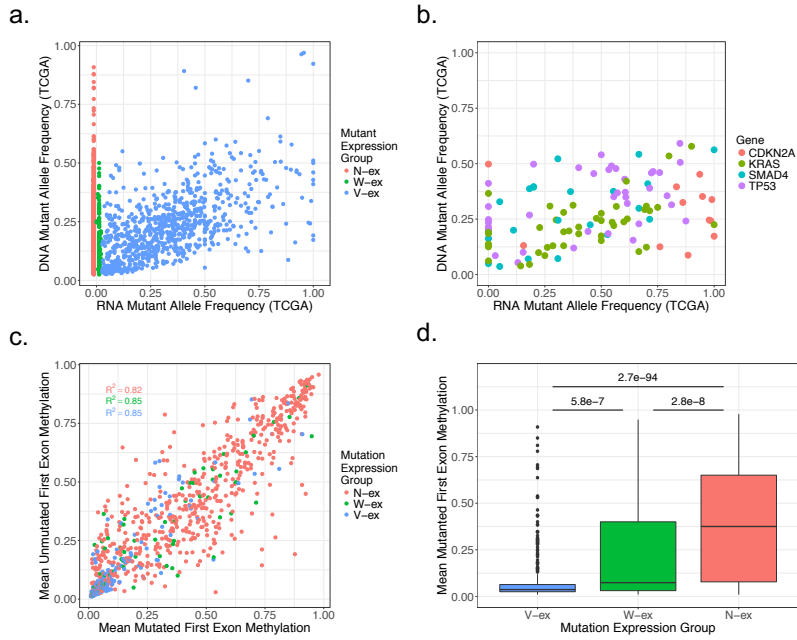 a.
DNA Mutant Allele Frequency (TCGA)
1.00
0.75
0.50
0.25
0.00
0.00 0.25 0.50 0.75 1.00
RNA Mutant Allele Frequency (TCGA)
Mutant
Expression
Group
N-ex
W-ex
V-ex
b.
DNA Mutant Allele Frequency (TCGA)
1.00
0.75
0.50
0.25
0.00
0.00 0.25 0.50 0.75 1.00
RNA Mutant Allele Frequency (TCGA)
Gene
CDKN2A
KRAS
SMAD4
TP53
c.
Mean Unmutated First Exon Methylation
1.00
0.75
0.50
0.25
0.00
R² = 0.82
R² = 0.85
R² = 0.85
0.00 0.25 0.50 0.75 1.00
Mean Mutated First Exon Methylation
Mutation
Expression
Group
N-ex
W-ex
V-ex
d.
Mean Mutanted First Exon Methylation
1.00
0.75
0.50
0.25
0.00
2.7e-94
5.8e-7 2.8e-8
V-ex W-ex N-ex
Mutation Expression Group